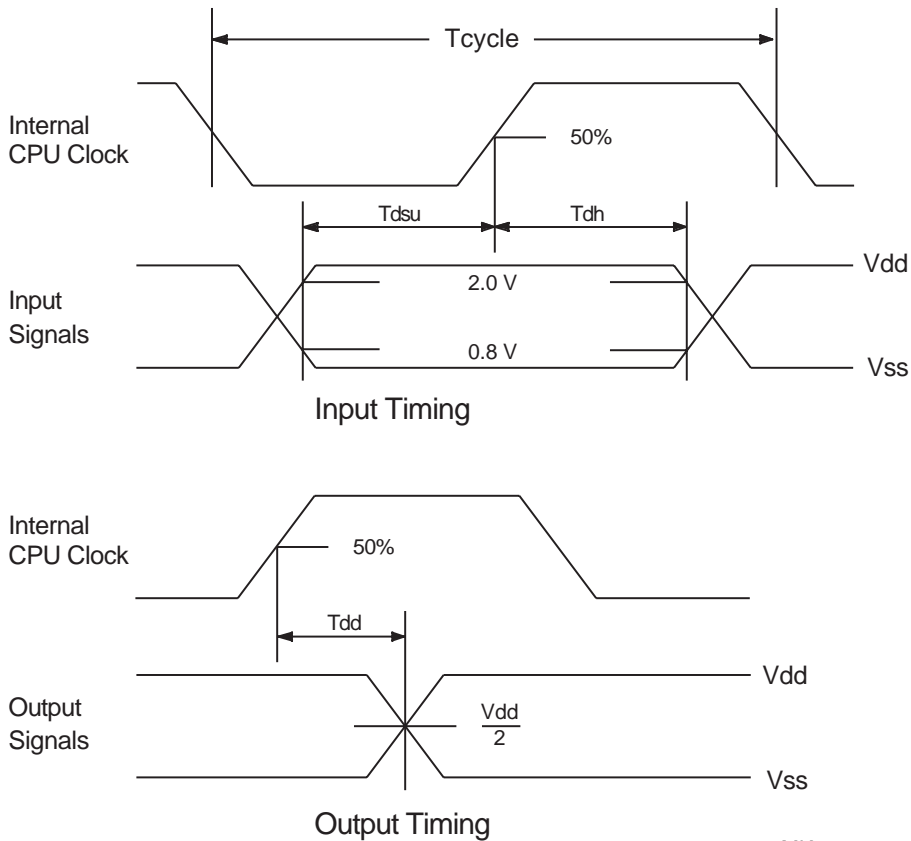 Tcycle
Internal
CPU Clock
50%
Tdsu
Tdh
Input
Signals
2.0 V
0.8 V
Vdd
Vss
Input Timing
Internal
CPU Clock
50%
Tdd
Output
Signals
Vdd
2
Vdd
Vss
Output Timing